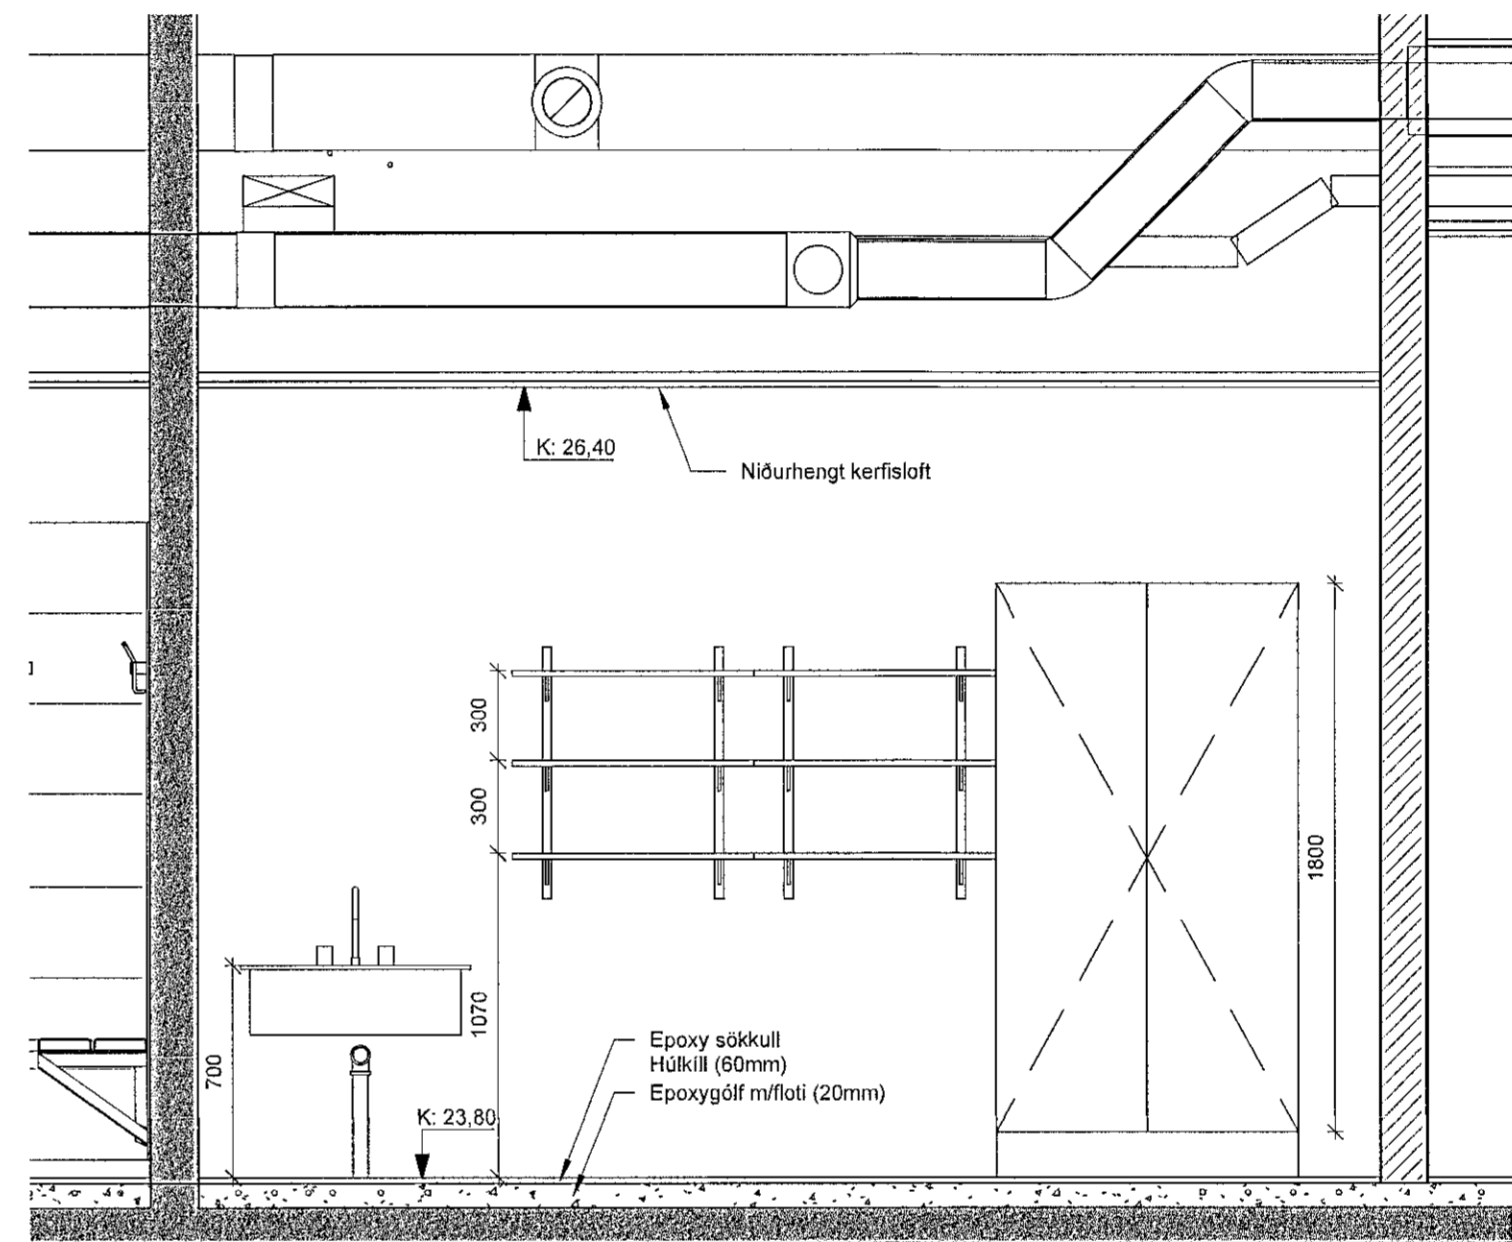 K: 26,40
Niðurhengt kerfisloft
300
300
1800
1070
700
Epoxy sökkull
Húlkíll (60mm)
Epoxygólf m/floti (20mm)
K: 23,80